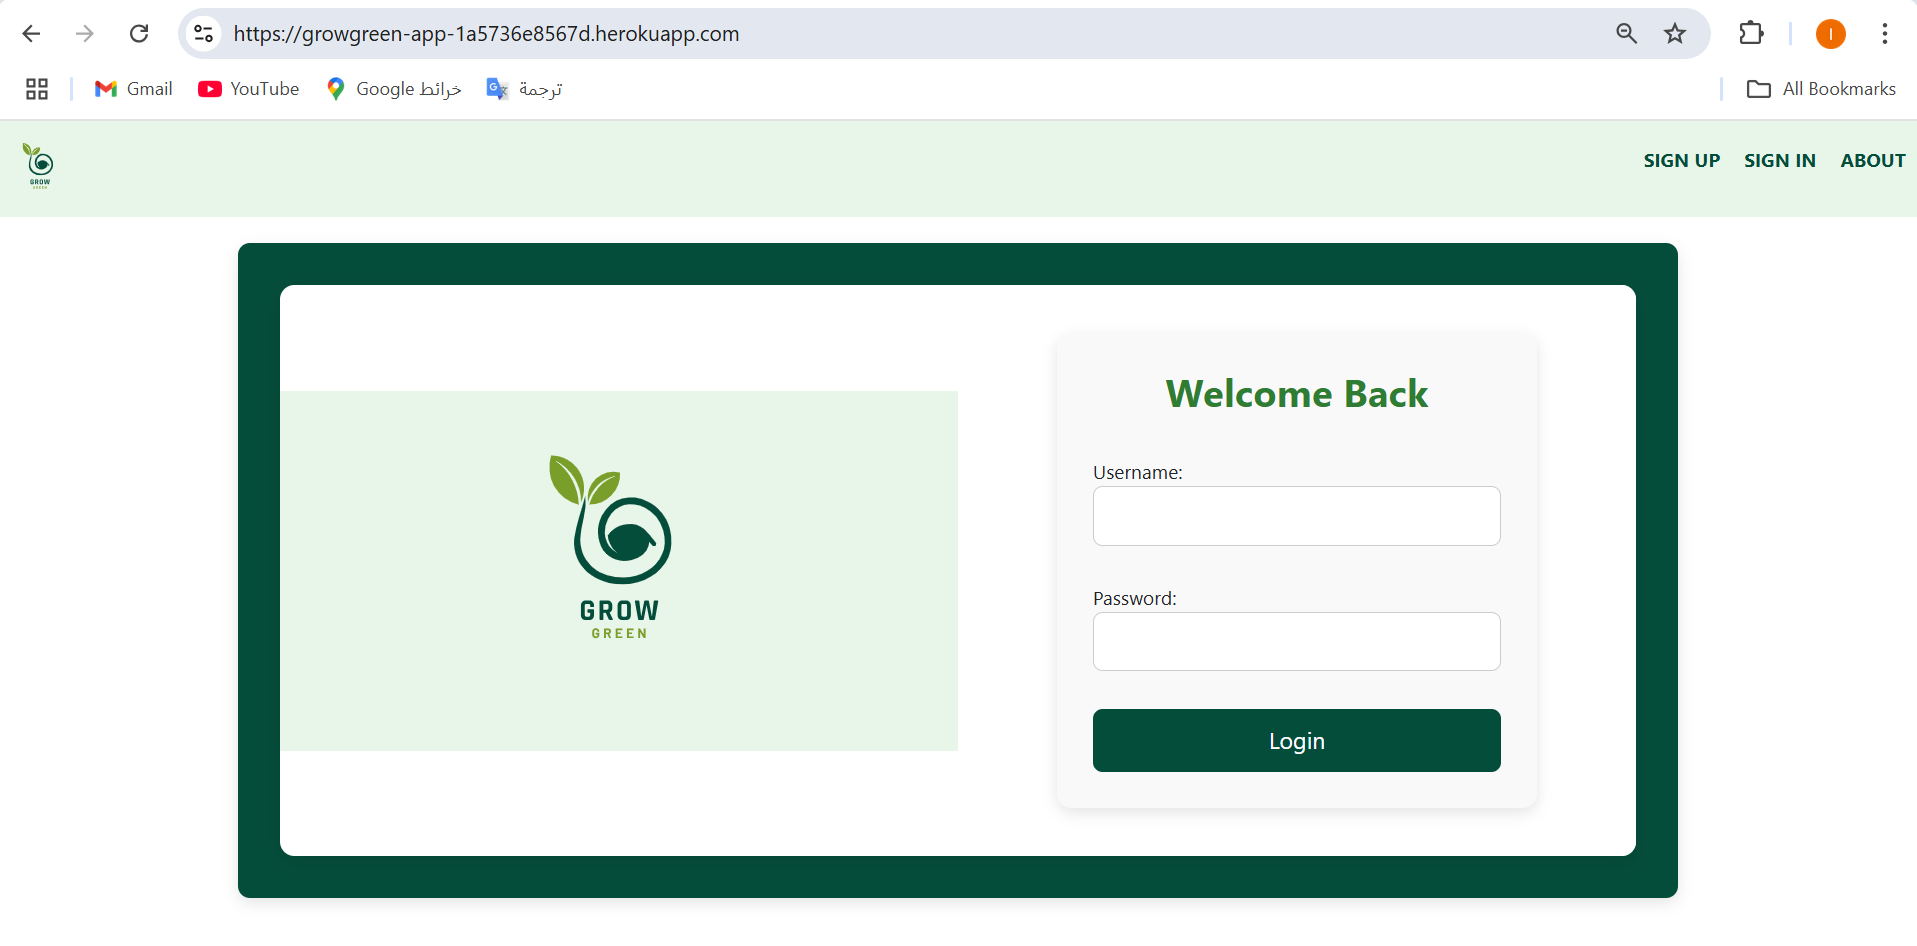 https://growgreen-app-1a5736e8567d.herokuapp.com
I
Gmail
YouTube
خرائط Google
ترجمة
All Bookmarks
GROW
GREEN
SIGN UP
SIGN IN
ABOUT
GROW
GREEN
Welcome Back
Username:
Password:
Login